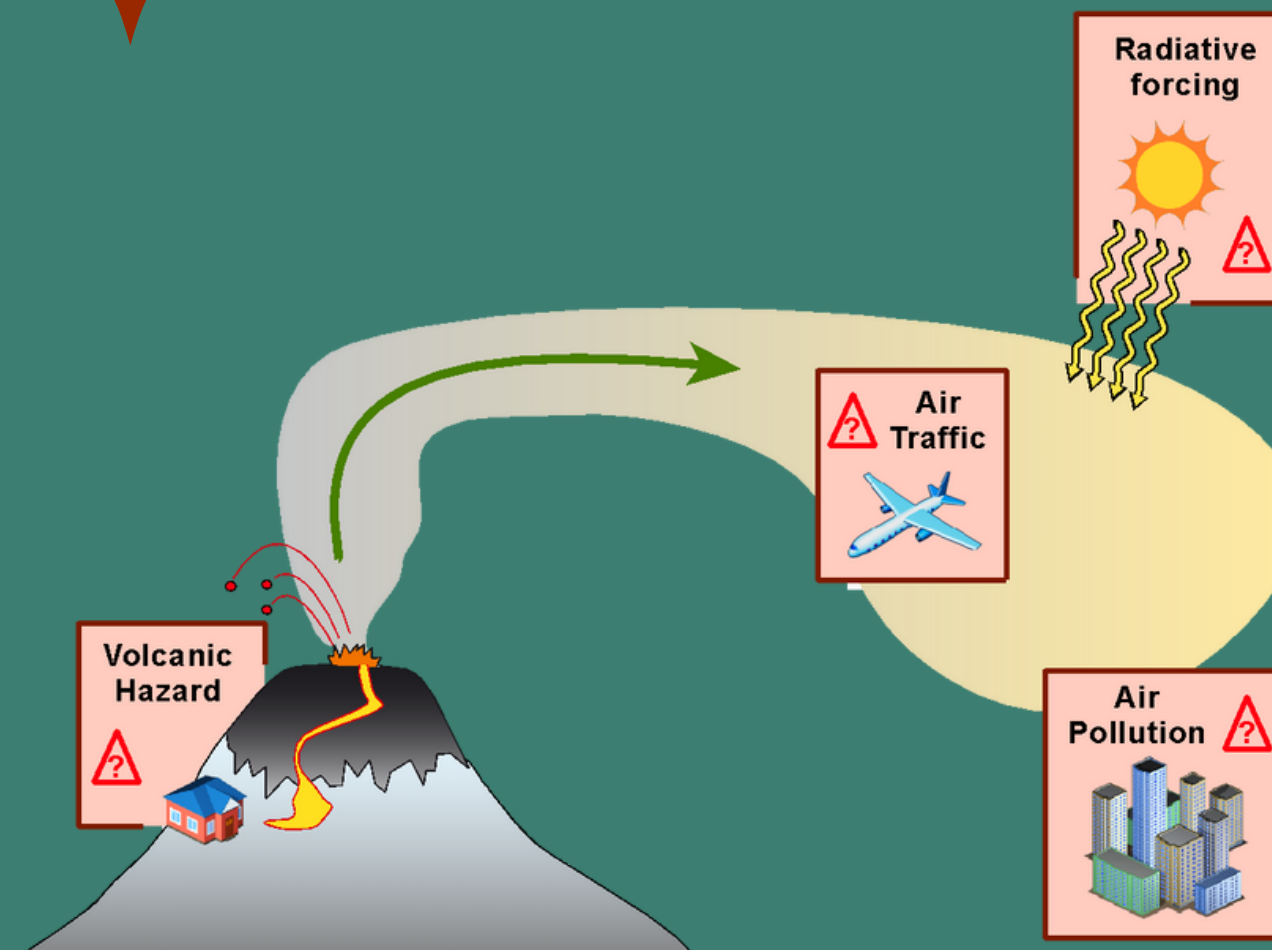 Radiative
forcing
?
Air
Traffic
?
Volcanic
Hazard
?
Air
Pollution
?